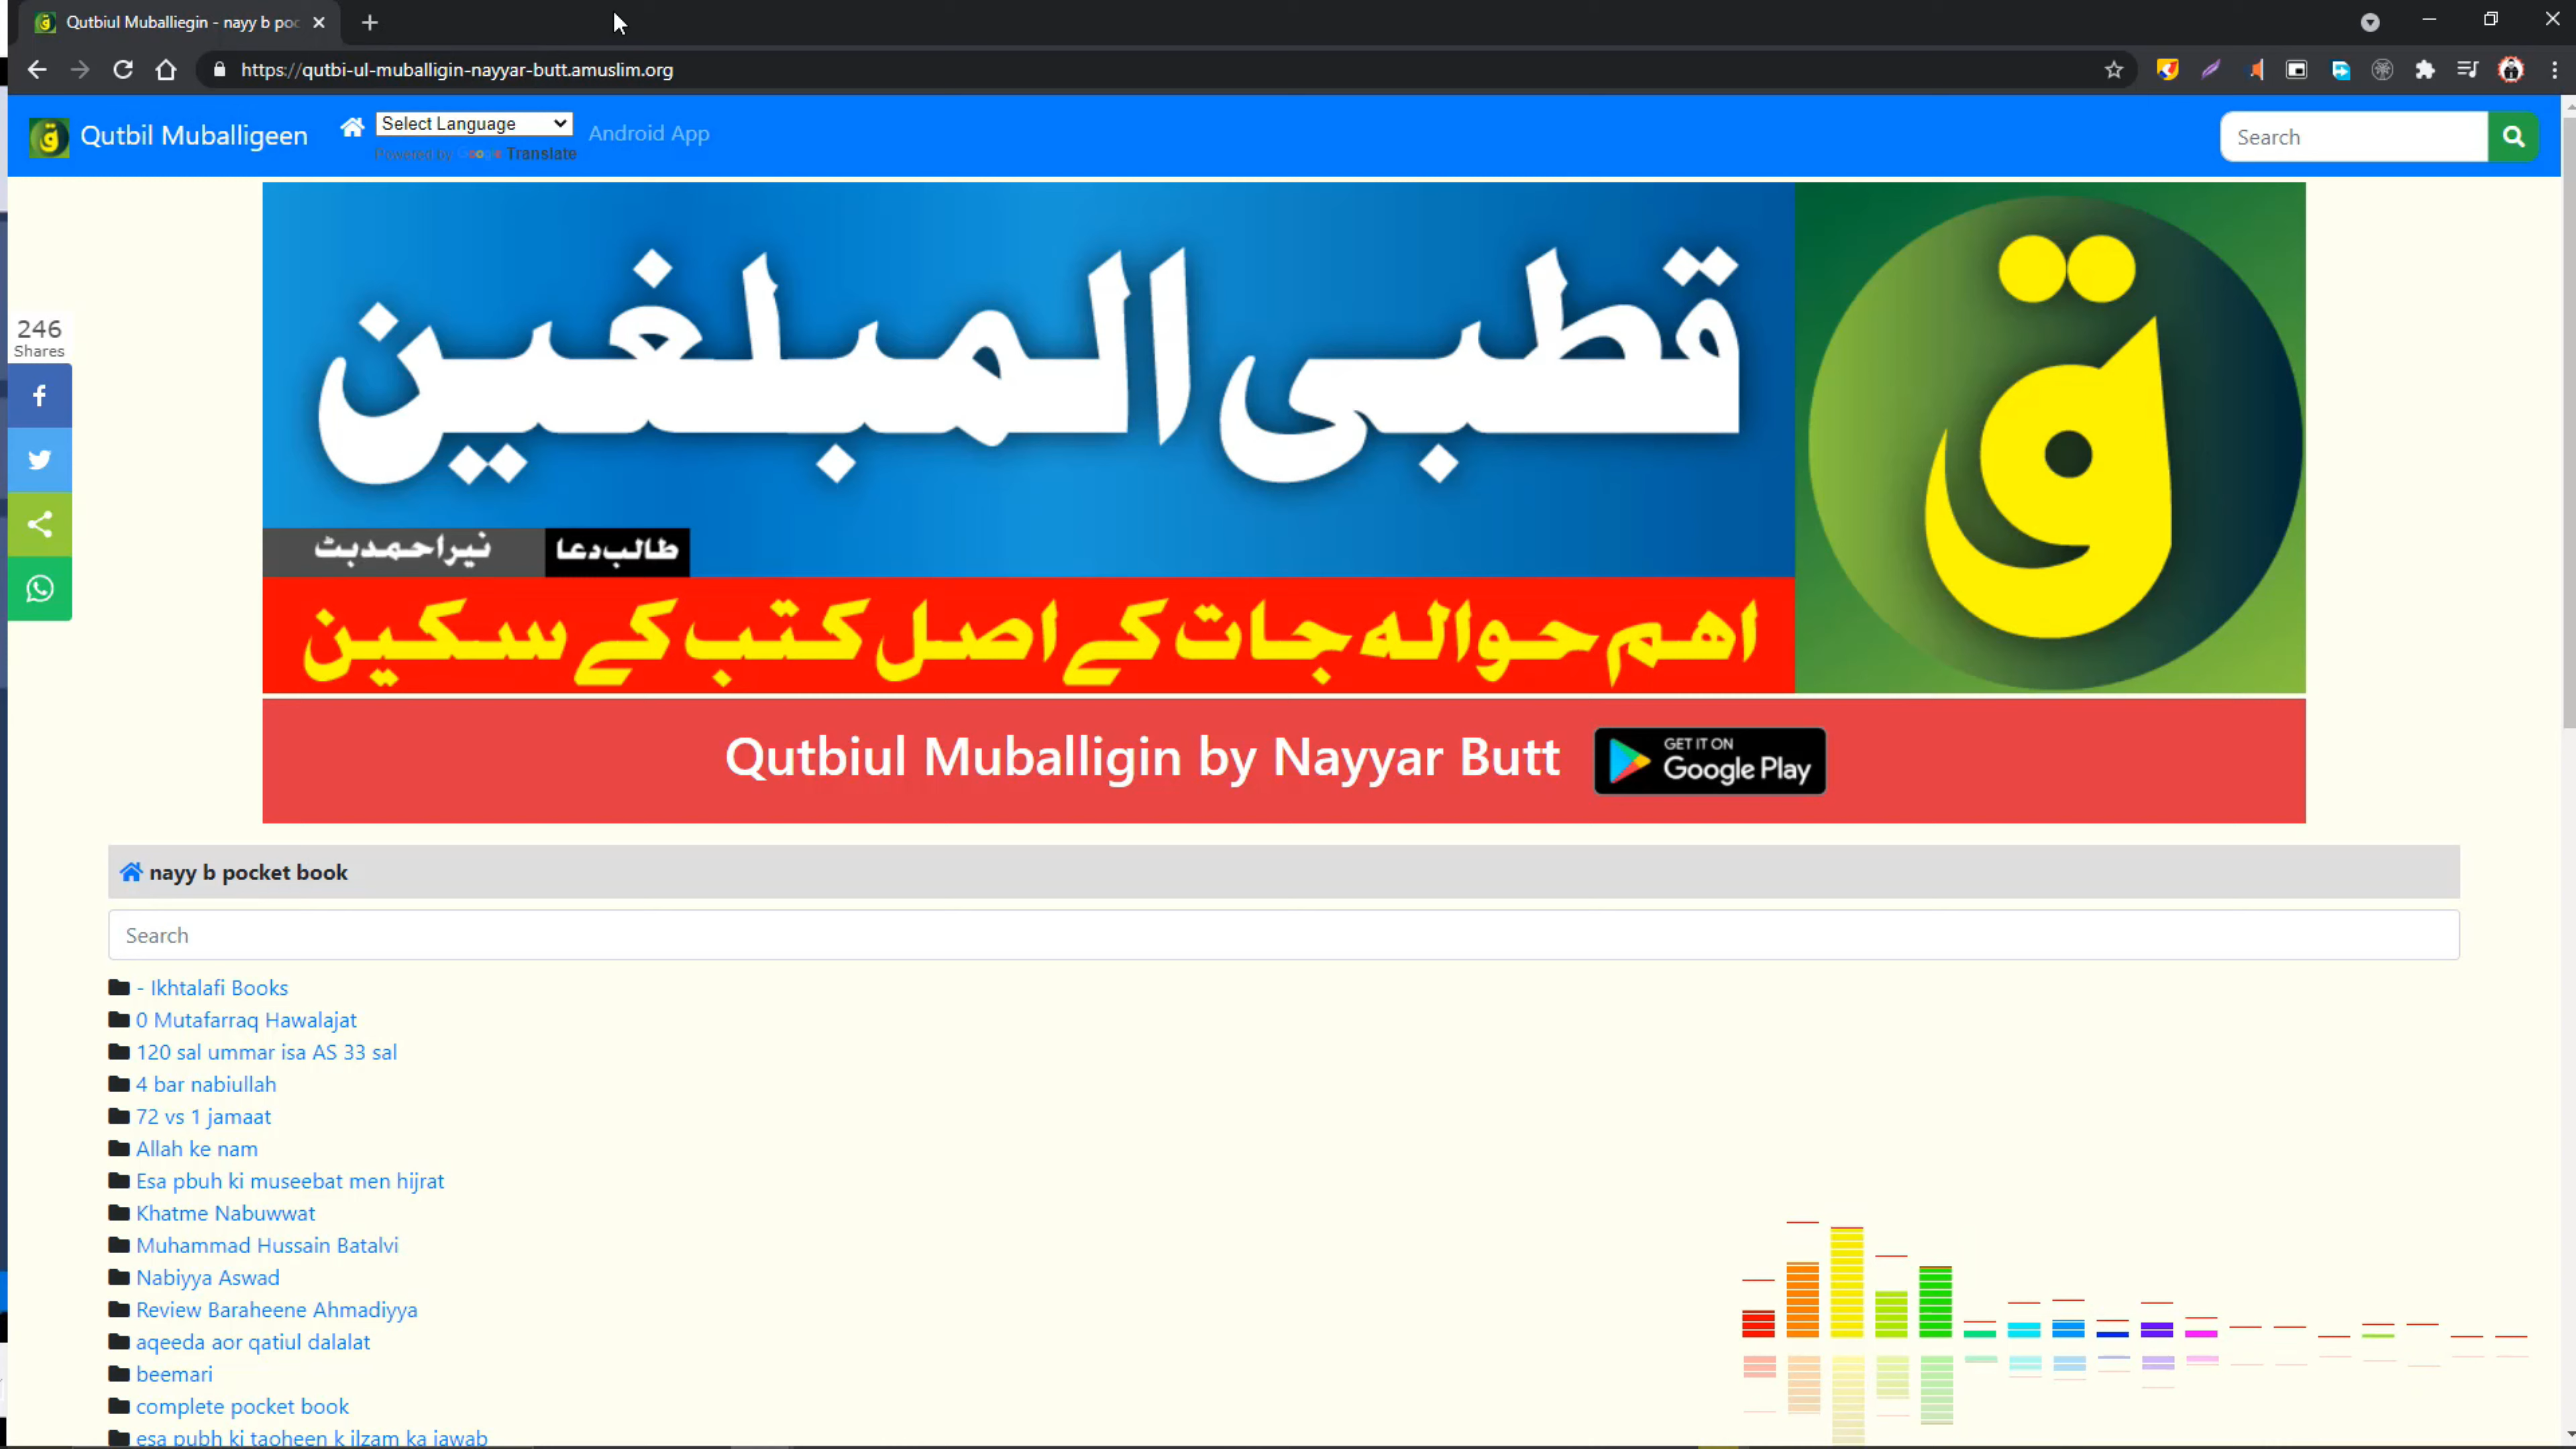 Qutbiul Muballiegin - nayy b poc
https://qutbi-ul-muballigin-nayyar-butt.amuslim.org
Qutbil Muballigeen
Select Language
Android App
Powered by Google Translate
Search
قطبی المبلغین
ق
طالب دعا نیر احمد بٹ
اہم حوالہ جات کے اصل کتب کے سکین
246
Shares
Qutbiul Muballigin by Nayyar Butt
GET IT ON
Google Play
nayy b pocket book
Search
- Ikhtalafi Books
0 Mutafarraq Hawalajat
120 sal ummar isa AS 33 sal
4 bar nabiullah
72 vs 1 jamaat
Allah ke nam
Esa pbuh ki museebat men hijrat
Khatme Nabuwwat
Muhammad Hussain Batalvi
Nabiyya Aswad
Review Baraheene Ahmadiyya
aqeeda aor qatiul dalalat
beemari
complete pocket book
esa pubh ki taoheen k ilzam ka jawab